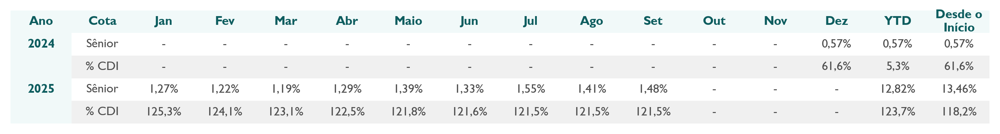 Ano Cota Jan Fev Mar Abr Maio Jun Jul Ago Set Out Nov Dez YTD Desde o Início
2024 Sênior - - - - - - - - - - - 0,57% 0,57% 0,57%
% CDI - - - - - - - - - - - 61,6% 5,3% 61,6%
2025 Sênior 1,27% 1,22% 1,19% 1,29% 1,39% 1,33% 1,55% 1,41% 1,48% - - - 12,82% 13,46%
% CDI 125,3% 124,1% 123,1% 122,5% 121,8% 121,6% 121,5% 121,5% 121,5% - - - 123,7% 118,2%